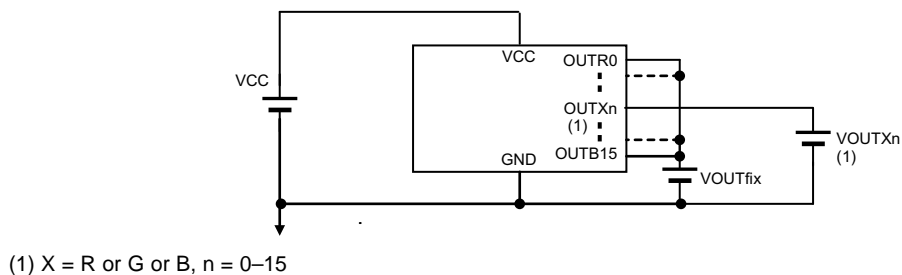 VCC
VCC
OUTR0
OUTXn
(1)
OUTB15
GND
VOUTfix
VOUTXn
(1)
(1) X = R or G or B, n = 0–15